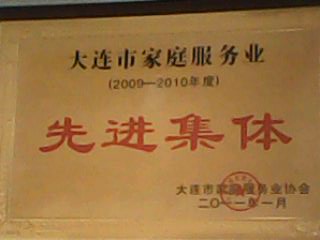 大连市家庭服务业
(2009—2010年度)
先进集体
大连市家庭服务业协会
二〇一一年一月